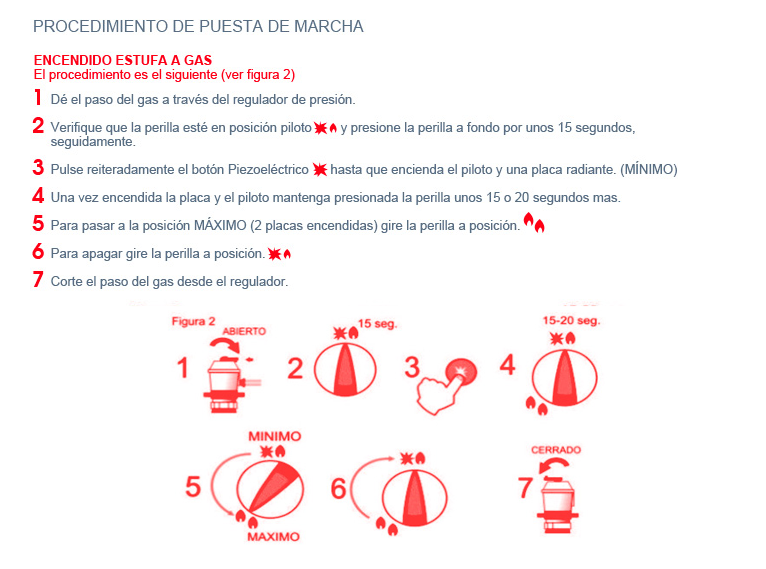 PROCEDIMIENTO DE PUESTA DE MARCHA
ENCENDIDO ESTUFA A GAS
El procedimiento es el siguiente (ver figura 2)
1 Dé el paso del gas a través del regulador de presión.
2 Verifique que la perilla esté en posición piloto y presione la perilla a fondo por unos 15 segundos,
seguidamente.
3 Pulse reiteradamente el botón Piezoeléctrico hasta que encienda el piloto y una placa radiante. (MÍNIMO)
4 Una vez encendida la placa y el piloto mantenga presionada la perilla unos 15 o 20 segundos mas.
5 Para pasar a la posición MÁXIMO (2 placas encendidas) gire la perilla a posición.
6 Para apagar gire la perilla a posición.
7 Corte el paso del gas desde el regulador.
Figura 2
ABIERTO
15 seg.
15-20 seg.
1
2
3
4
MINIMO
5
MAXIMO
6
CERRADO
7